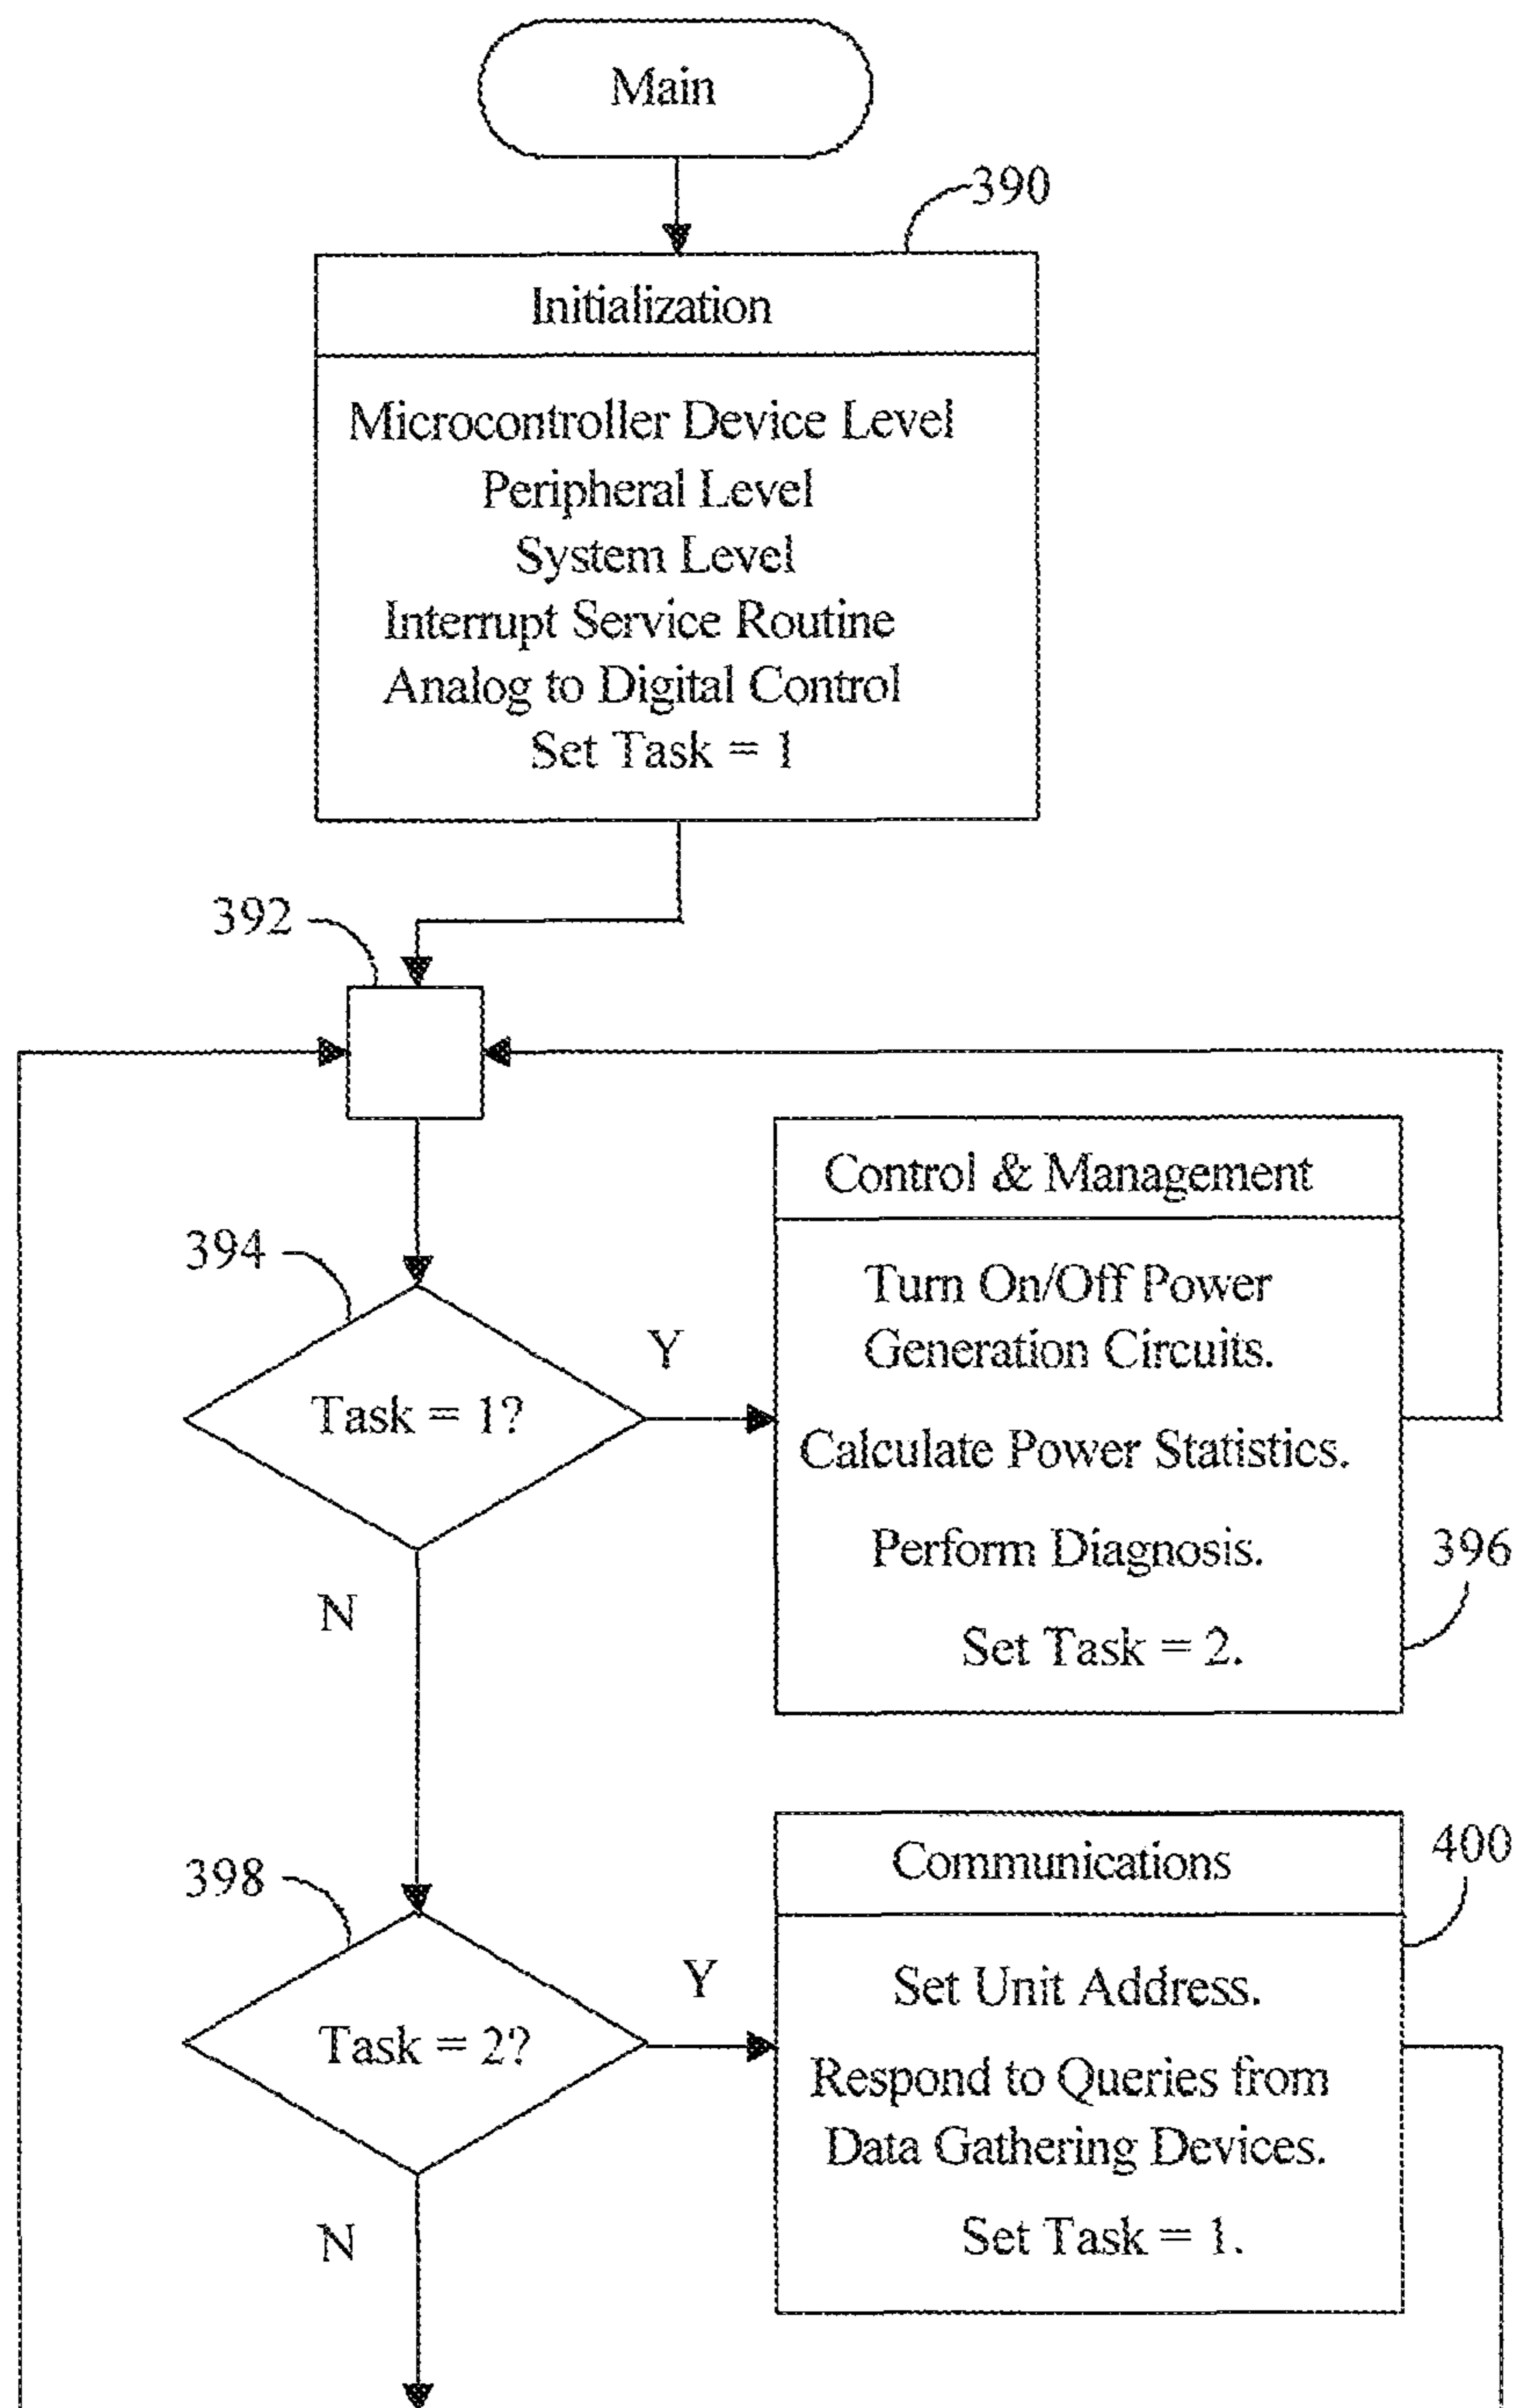 Main
390
Initialization
Microcontroller Device Level
Peripheral Level
System Level
Interrupt Service Routine
Analog to Digital Control
Set Task = 1
392
Control & Management
394
Turn On/Off Power
Generation Circuits.
Y
Task = 1?
Calculate Power Statistics.
Perform Diagnosis.
396
N
Set Task = 2.
Communications
400
398
Y
Set Unit Address.
Task = 2?
Respond to Queries from
Data Gathering Devices.
N
Set Task = 1.